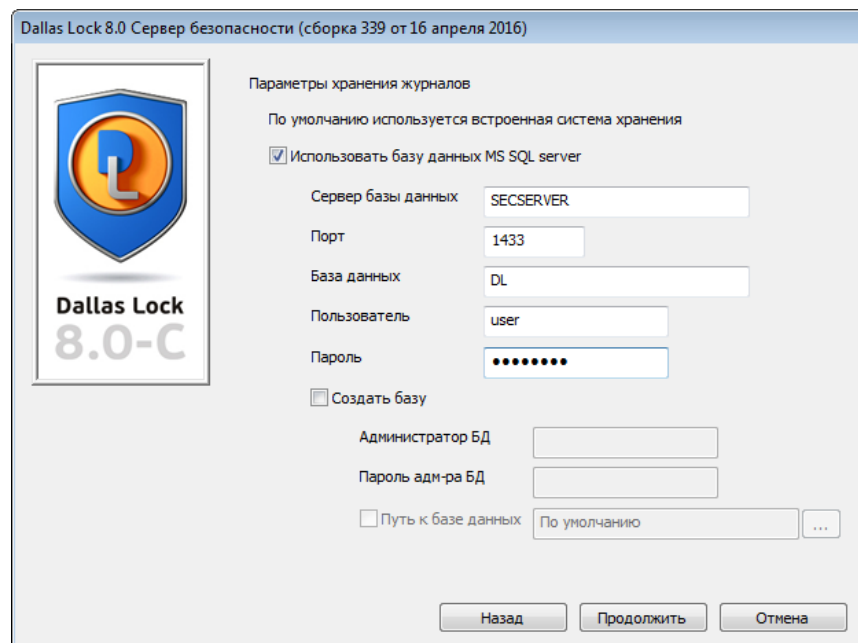 Dallas Lock 8.0 Сервер безопасности (сборка 339 от 16 апреля 2016)
DL
Dallas Lock
8.0-C
Параметры хранения журналов
По умолчанию используется встроенная система хранения
Использовать базу данных MS SQL server
Сервер базы данных SECSERVER
Порт 1433
База данных DL
Пользователь user
Пароль ••••••••
Создать базу
Администратор БД
Пароль адм-ра БД
Путь к базе данных По умолчанию ...
Назад Продолжить Отмена